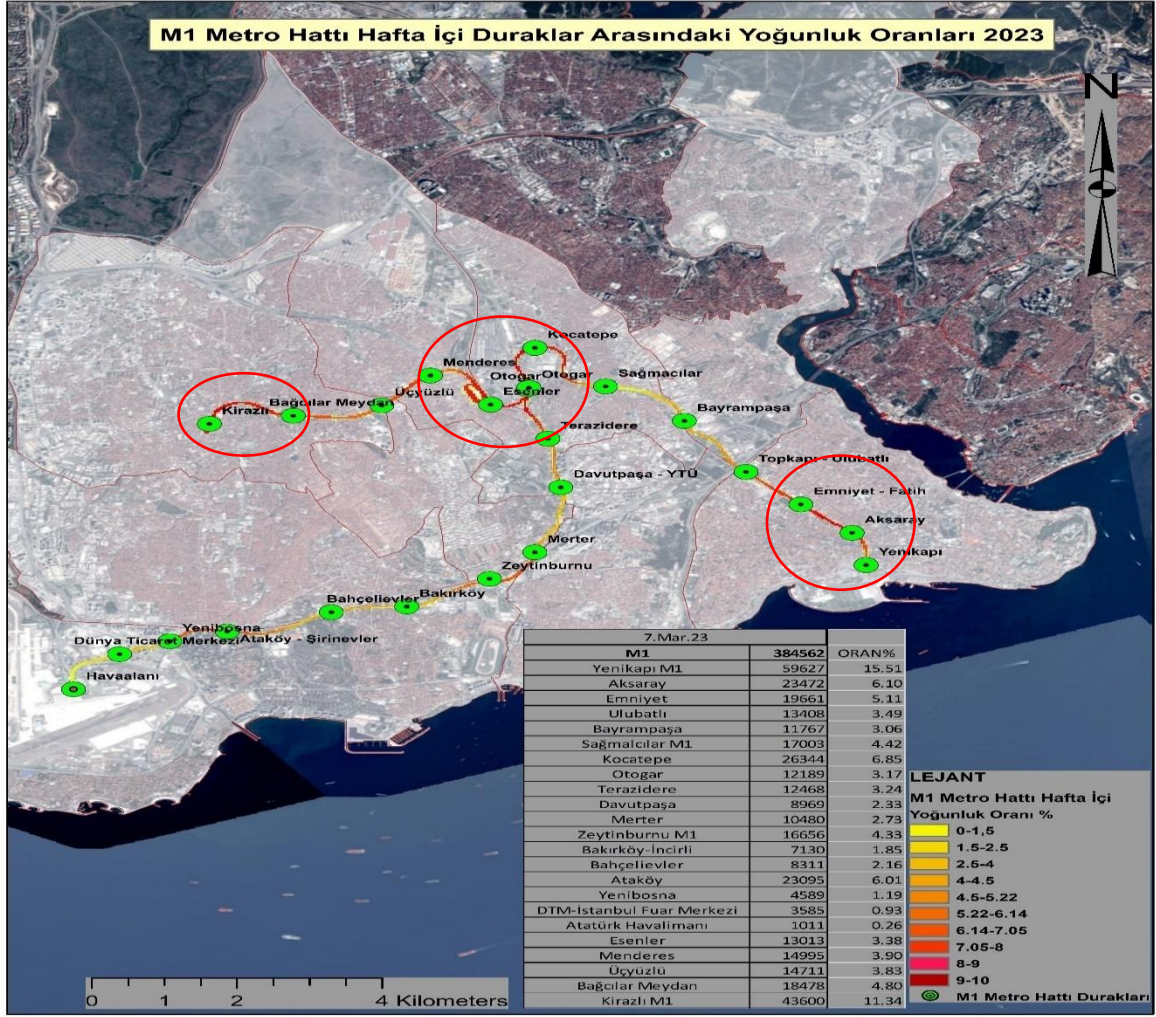 M1 Metro Hattı Hafta İçi Duraklar Arasındaki Yoğunluk Oranları 2023
N
Kocatepe
Menderes
Otogar
Otogar
Sağmacılar
Esenler
Üçyüzlü
Bağcılar Meydan
Kirazlı
Bayrampaşa
Terazidere
Topkapı - Ulubatlı
Davutpaşa - YTÜ
Emniyet - Fatih
Aksaray
Merter
Yenikapı
Zeytinburnu
Bakırköy
Bahçelievler
Yenibosna
Ataköy - Şirinevler
Dünya Ticaret Merkezi
Havaalanı
7.Mar.23
M1 384562 ORAN%
Yenikapı M1 59627 15.51
Aksaray 23472 6.10
Emniyet 19661 5.11
Ulubatlı 13408 3.49
Bayrampaşa 11767 3.06
Sağmalcılar M1 17003 4.42
Kocatepe 26344 6.85
Otogar 12189 3.17
Terazidere 12468 3.24
Davutpaşa 8969 2.33
Merter 10480 2.73
Zeytinburnu M1 16656 4.33
Bakırköy-İncirli 7130 1.85
Bahçelievler 8311 2.16
Ataköy 23095 6.01
Yenibosna 4589 1.19
DTM-İstanbul Fuar Merkezi 3585 0.93
Atatürk Havalimanı 1011 0.26
Esenler 13013 3.38
Menderes 14995 3.90
Üçyüzlü 14711 3.83
Bağcılar Meydan 18478 4.80
Kirazlı M1 43600 11.34
LEJANT
M1 Metro Hattı Hafta İçi
Yoğunluk Oranı %
0-1,5
1.5-2.5
2.5-4
4-4.5
4.5-5.22
5.22-6.14
6.14-7.05
7.05-8
8-9
9-10
M1 Metro Hattı Durakları
0 1 2 4 Kilometers